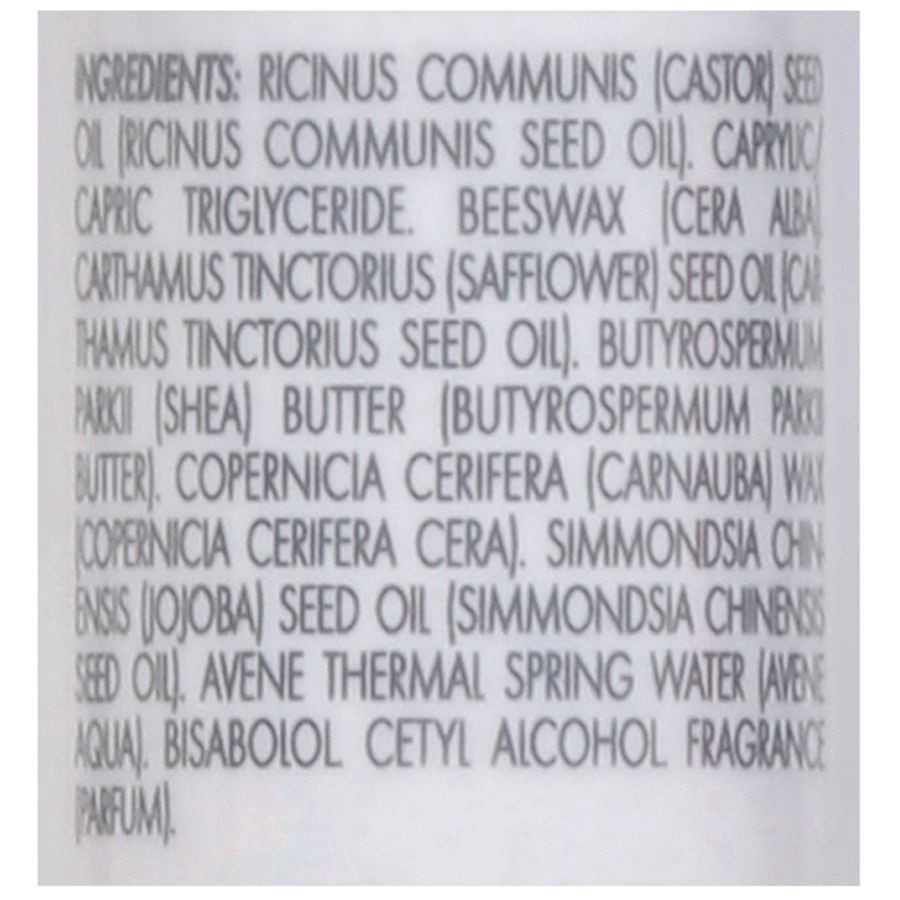 INGREDIENTS: RICINUS COMMUNIS (CASTOR) SEED
OIL (RICINUS COMMUNIS SEED OIL). CAPRYLIC/
CAPRIC TRIGLYCERIDE. BEESWAX (CERA ALBA).
CARTHAMUS TINCTORIUS (SAFFLOWER) SEED OIL (CAR-
THAMUS TINCTORIUS SEED OIL). BUTYROSPERMUM
PARKII (SHEA) BUTTER (BUTYROSPERMUM PARKII
BUTTER). COPERNICIA CERIFERA (CARNAUBA) WAX
(COPERNICIA CERIFERA CERA). SIMMONDSIA CHIN-
ENSIS (JOJOBA) SEED OIL (SIMMONDSIA CHINENSIS
SEED OIL). AVENE THERMAL SPRING WATER (AVENE
AQUA). BISABOLOL. CETYL ALCOHOL. FRAGRANCE
(PARFUM).